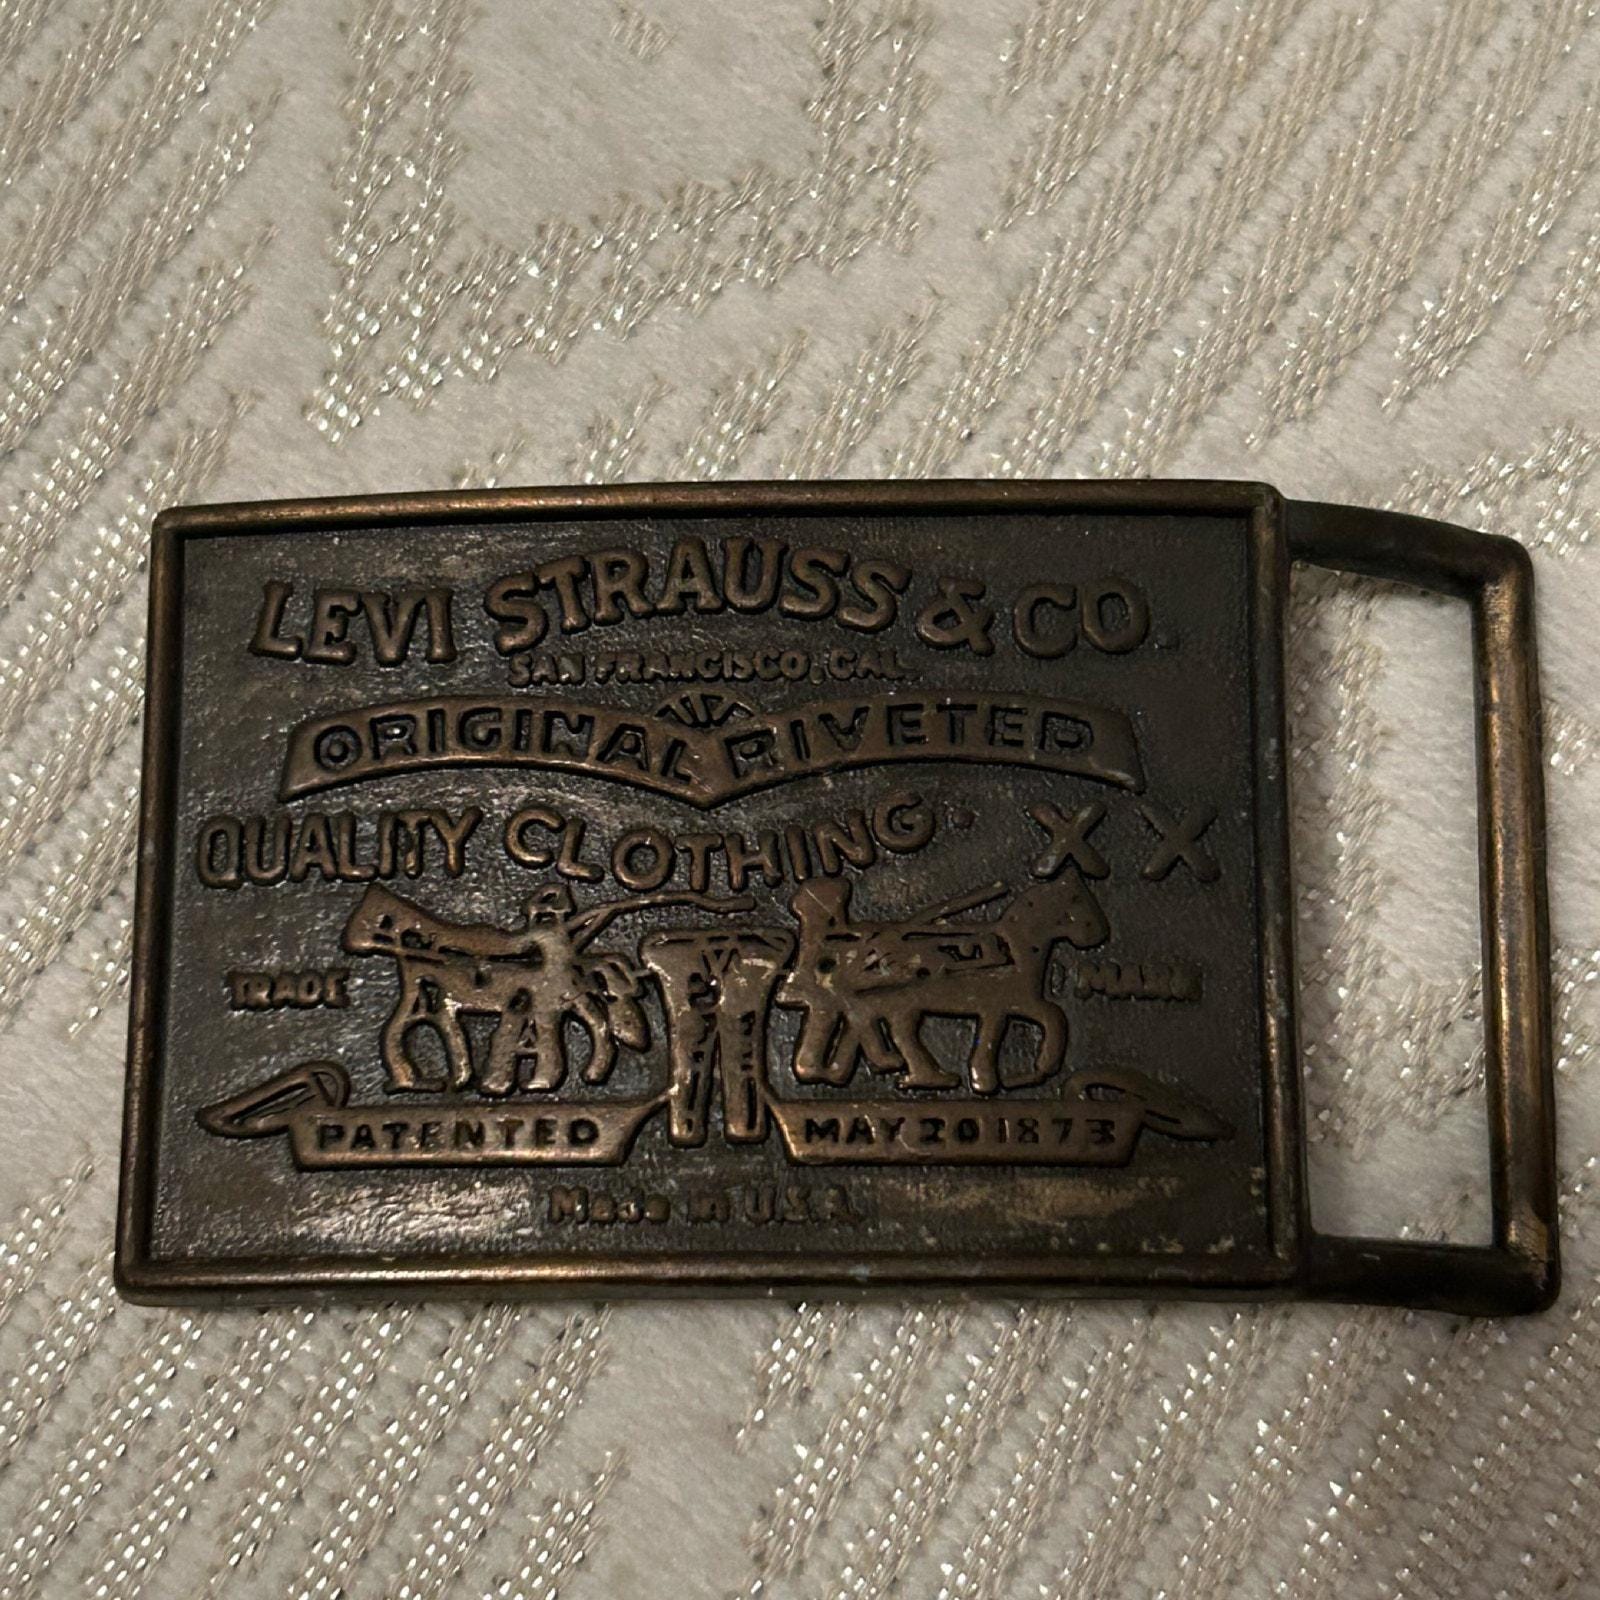 LEVI STRAUSS & CO.
SAN FRANCISCO, CAL.
ORIGINAL RIVETED
QUALITY CLOTHING. XX
TRADE MARK
PATENTED MAY 20 1873
Made in U.S.A.